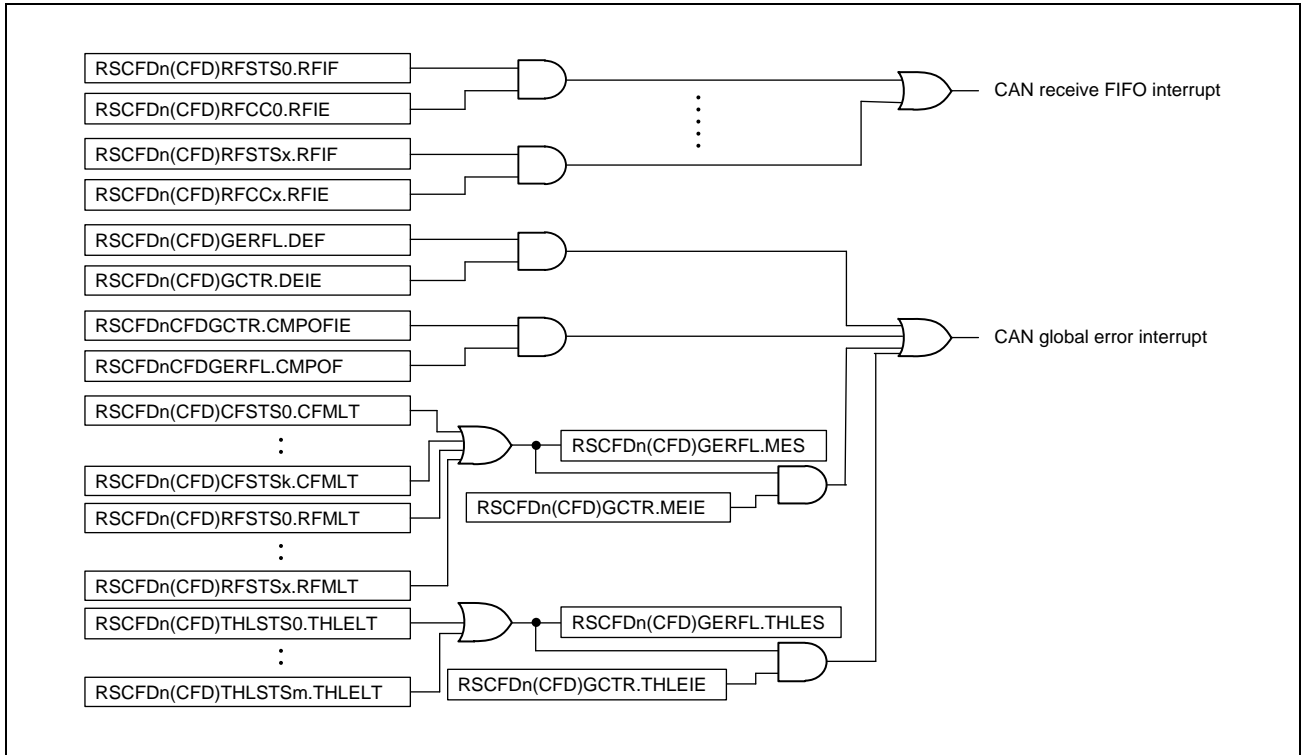 RSCFDn(CFD)RFSTS0.RFIF
RSCFDn(CFD)RFCC0.RFIE
CAN receive FIFO interrupt
RSCFDn(CFD)RFSTSx.RFIF
RSCFDn(CFD)RFCCx.RFIE
RSCFDn(CFD)GERFL.DEF
RSCFDn(CFD)GCTR.DEIE
RSCFDnCFDGCTR.CMPOFIE
RSCFDnCFDGERFL.CMPOF
CAN global error interrupt
RSCFDn(CFD)CFSTS0.CFMLT
RSCFDn(CFD)CFSTSk.CFMLT
RSCFDn(CFD)RFSTS0.RFMLT
RSCFDn(CFD)RFSTSx.RFMLT
RSCFDn(CFD)GERFL.MES
RSCFDn(CFD)GCTR.MEIE
RSCFDn(CFD)THLSTS0.THLELT
RSCFDn(CFD)THLSTSm.THLELT
RSCFDn(CFD)GERFL.THLES
RSCFDn(CFD)GCTR.THLEIE